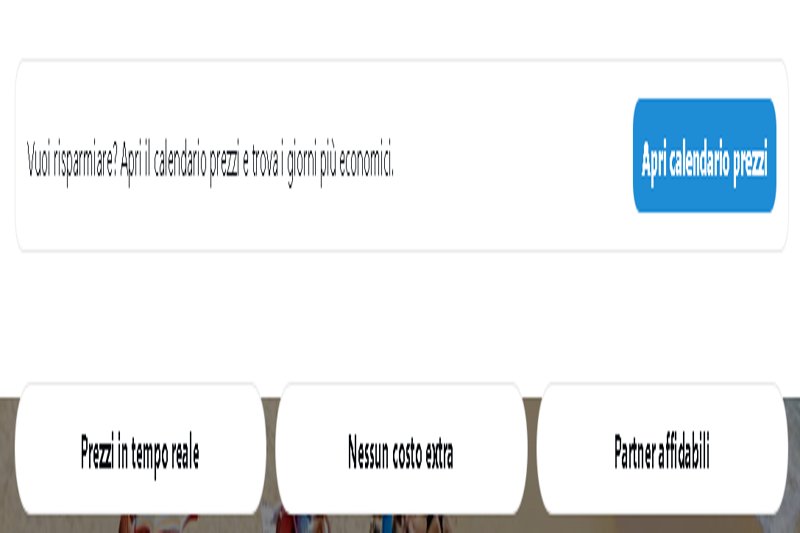 Vuoi risparmiare? Apri il calendario prezzi e trova i giorni più economici.
Apri calendario prezzi
Prezzi in tempo reale
Nessun costo extra
Partner affidabili